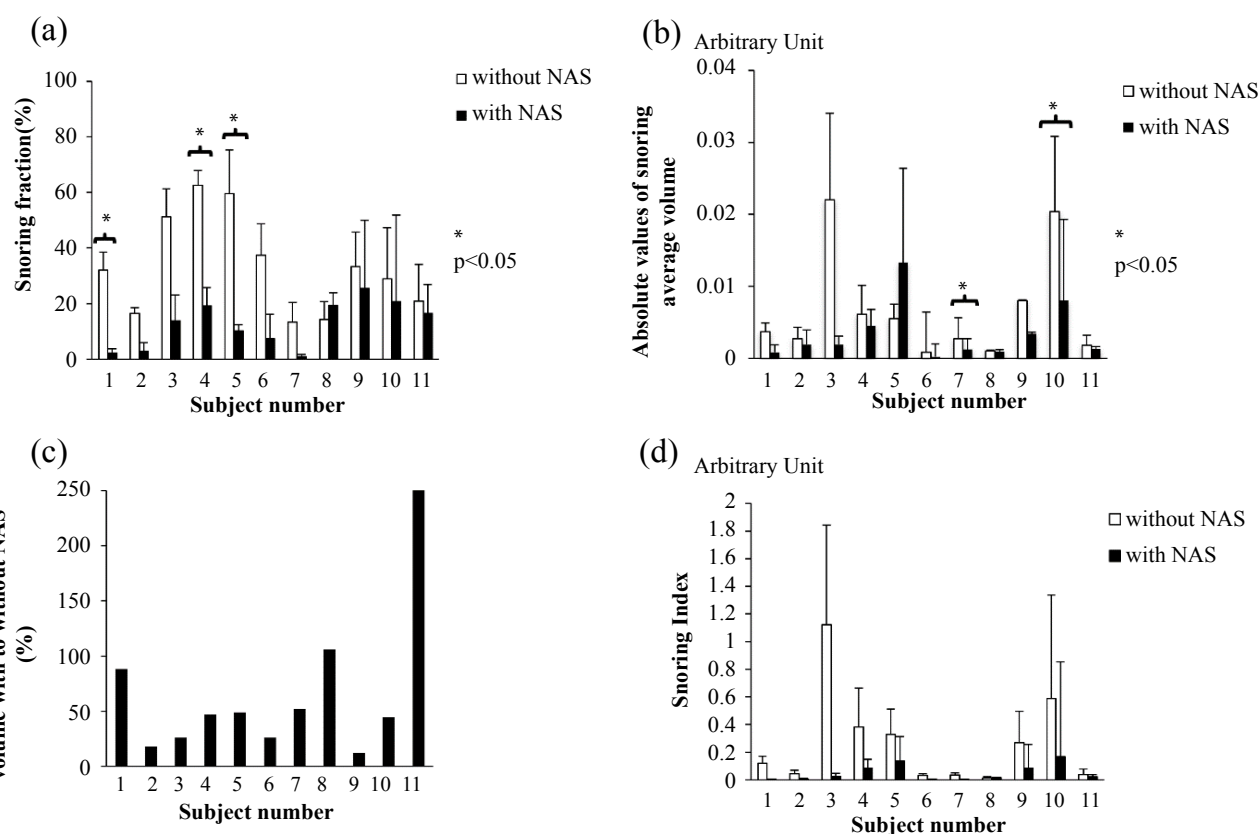 (a)
Snoring fraction(%)
100
80
60
40
20
0
*
*
*
without NAS
with NAS
*
p<0.05
1 2 3 4 5 6 7 8 9 10 11
Subject number
(b) Arbitrary Unit
Absolute values of snoring
average volume
0.04
0.03
0.02
0.01
0
*
*
without NAS
with NAS
*
p<0.05
1 2 3 4 5 6 7 8 9 10 11
Subject number
(c)
volume with to without NAS
(%)
250
200
150
100
50
0
1 2 3 4 5 6 7 8 9 10 11
Subject number
(d) Arbitrary Unit
Snoring Index
2
1.8
1.6
1.4
1.2
1
0.8
0.6
0.4
0.2
0
without NAS
with NAS
1 2 3 4 5 6 7 8 9 10 11
Subject number